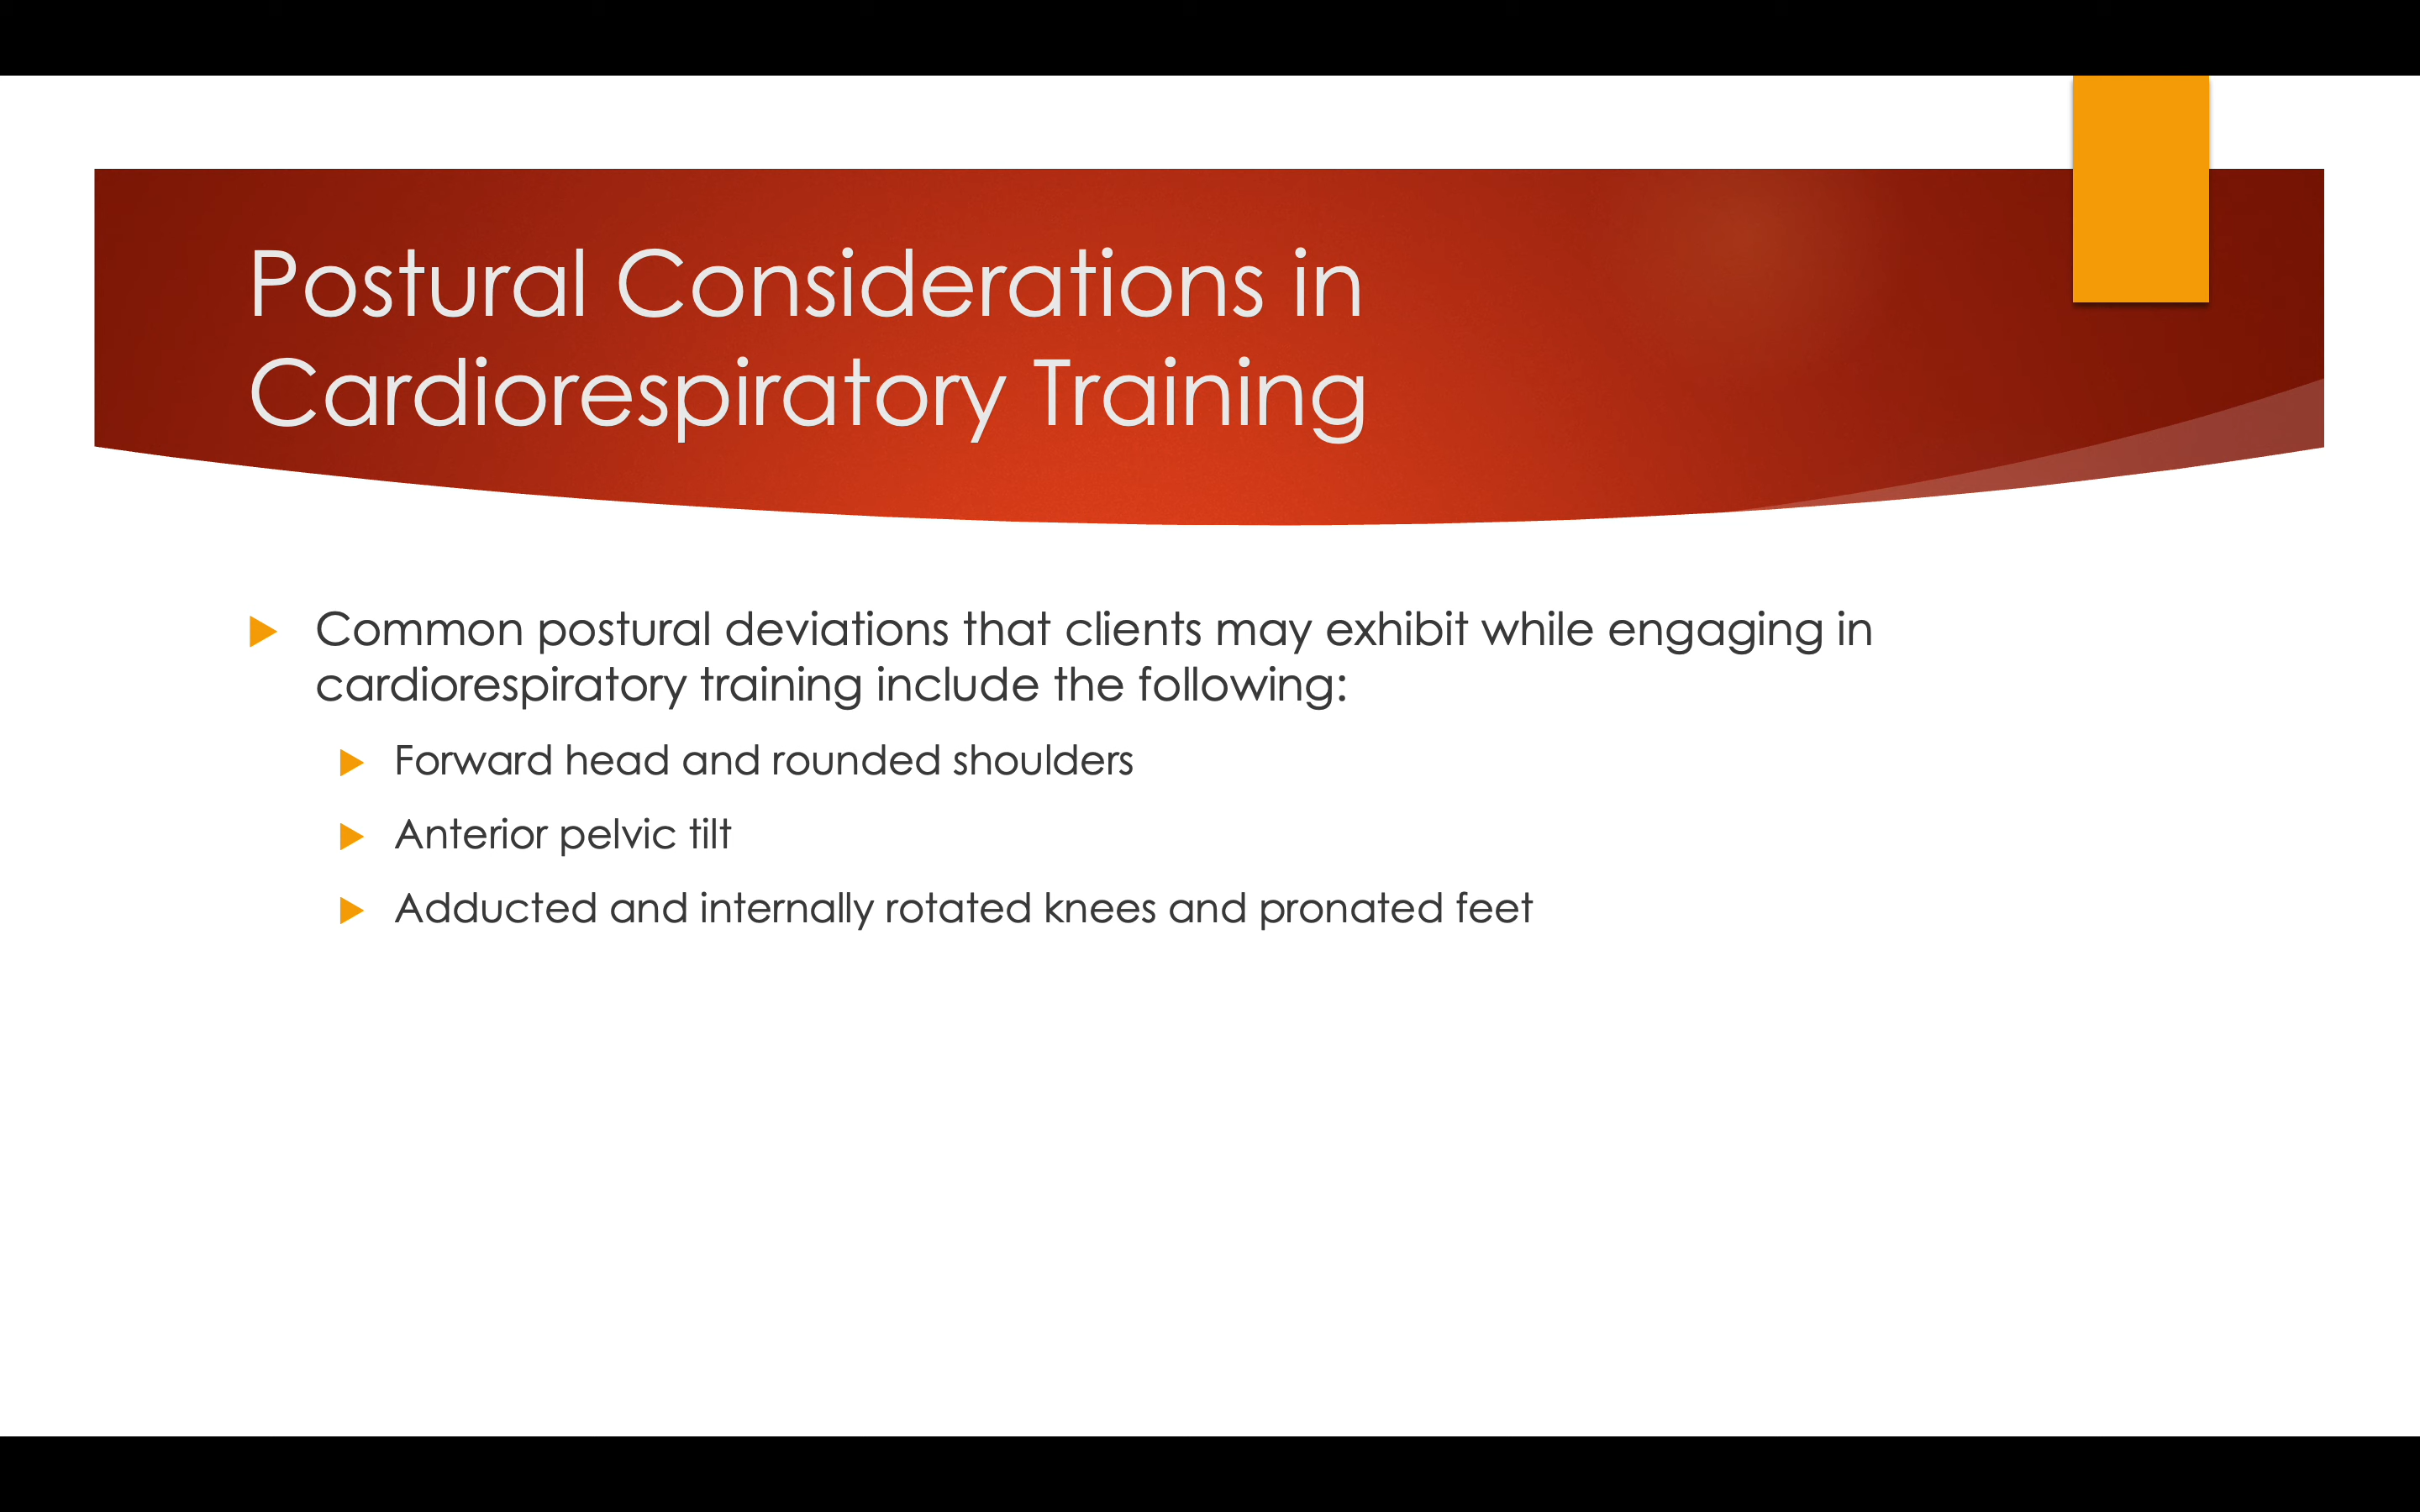 Postural Considerations in
Cardiorespiratory Training
Common postural deviations that clients may exhibit while engaging in
cardiorespiratory training include the following:
Forward head and rounded shoulders
Anterior pelvic tilt
Adducted and internally rotated knees and pronated feet